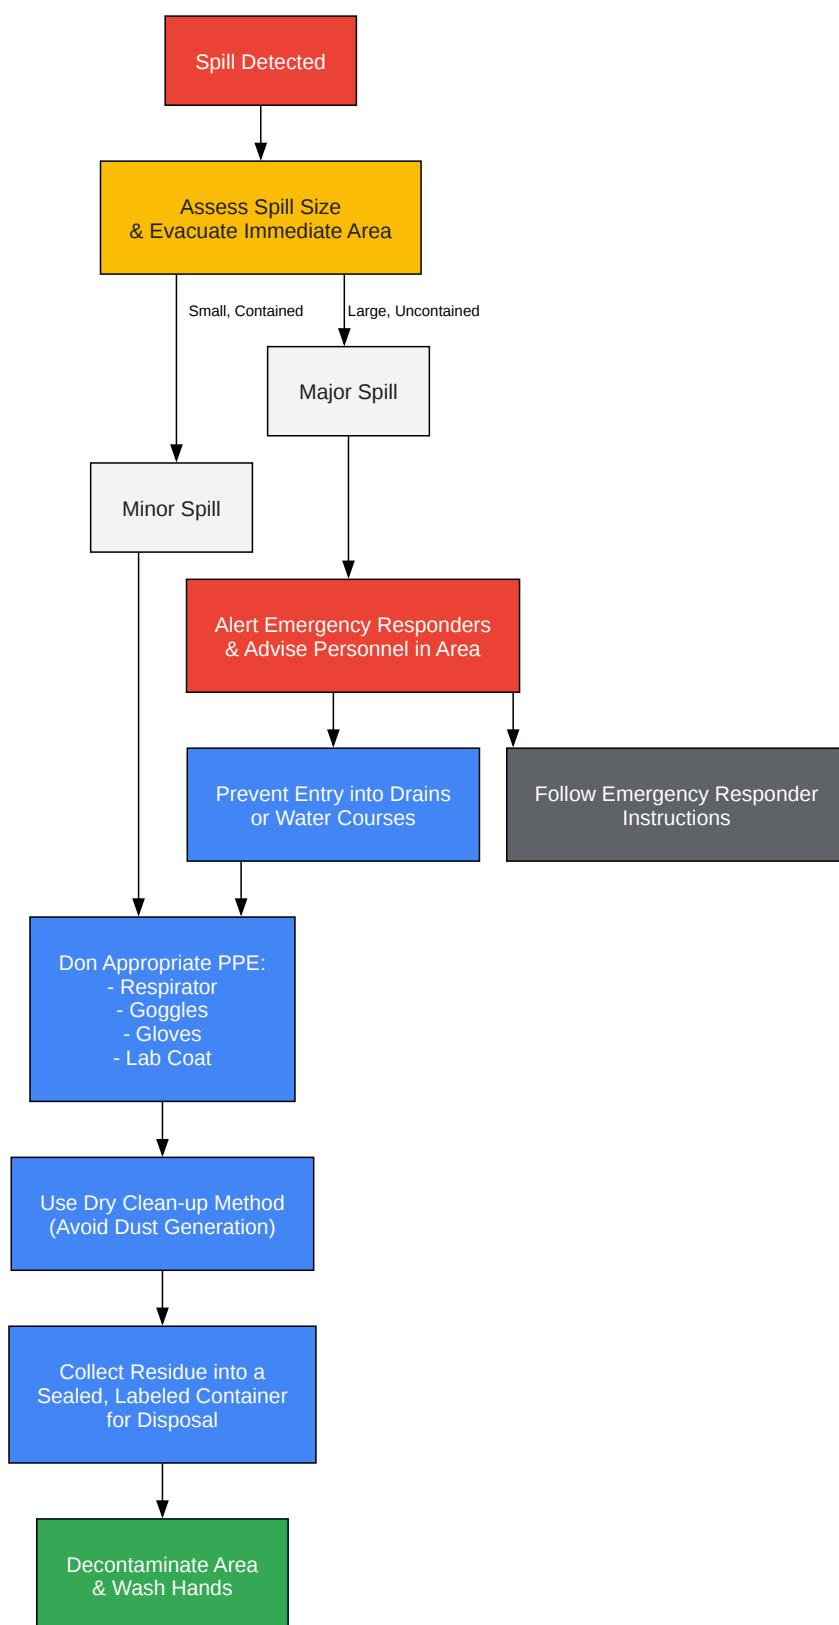 Spill Detected
Assess Spill Size
& Evacuate Immediate Area
Small, Contained
Large, Uncontained
Major Spill
Minor Spill
Alert Emergency Responders
& Advise Personnel in Area
Prevent Entry into Drains
or Water Courses
Follow Emergency Responder
Instructions
Don Appropriate PPE:
- Respirator
- Goggles
- Gloves
- Lab Coat
Use Dry Clean-up Method
(Avoid Dust Generation)
Collect Residue into a
Sealed, Labeled Container
for Disposal
Decontaminate Area
& Wash Hands